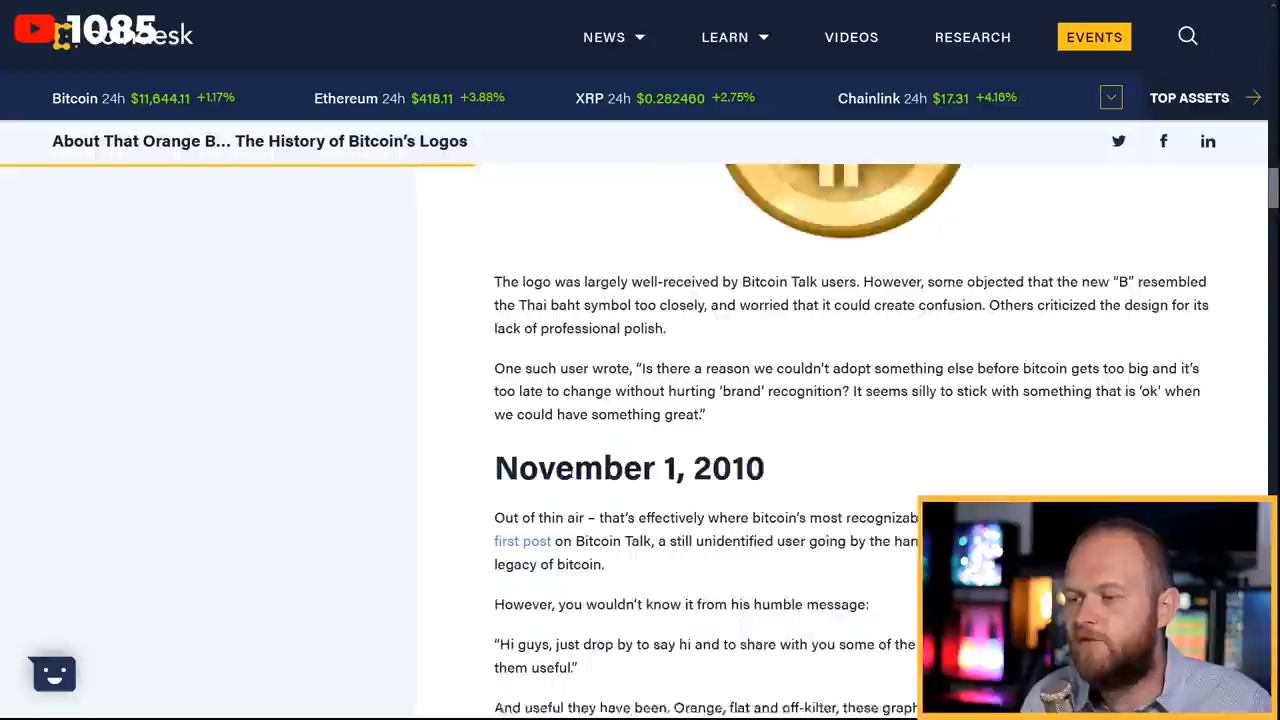 1085
desk
NEWS LEARN VIDEOS RESEARCH EVENTS
Bitcoin 24h $11,644.11 +1.17% Ethereum 24h $418.11 +3.88% XRP 24h $0.282460 +2.75% Chainlink 24h $17.31 +4.16% TOP ASSETS
About That Orange B... The History of Bitcoin’s Logos
The logo was largely well-received by Bitcoin Talk users. However, some objected that the new “B” resembled
the Thai baht symbol too closely, and worried that it could create confusion. Others criticized the design for its
lack of professional polish.
One such user wrote, “Is there a reason we couldn’t adopt something else before bitcoin gets too big and it’s
too late to change without hurting ‘brand’ recognition? It seems silly to stick with something that is ‘ok’ when
we could have something great.”
November 1, 2010
Out of thin air – that’s effectively where bitcoin’s most recognizab
first post on Bitcoin Talk, a still unidentified user going by the han
legacy of bitcoin.
However, you wouldn’t know it from his humble message:
“Hi guys, just drop by to say hi and to share with you some of the
them useful.”
And useful they have been. Orange, flat and off-kilter, these graph